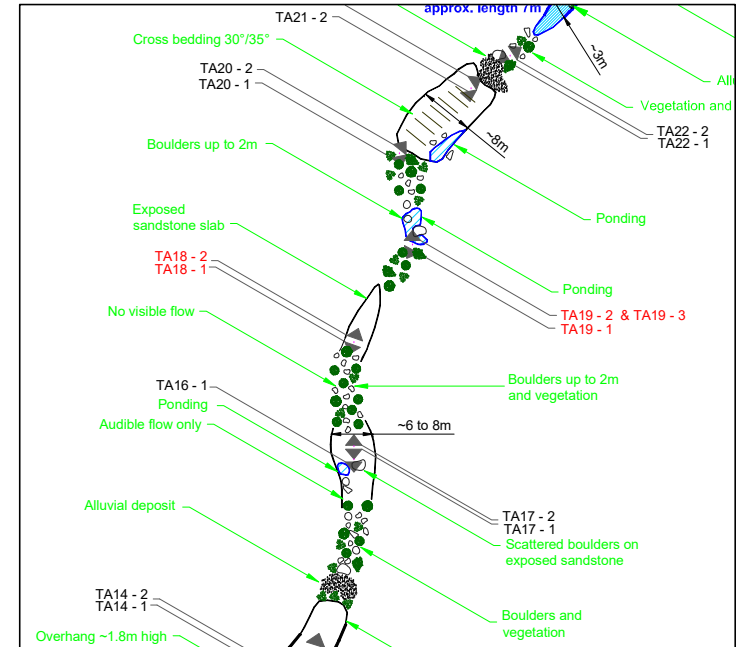 approx. length 7m
TA21 - 2
Cross bedding 30°/35°
~3m
TA20 - 2
TA20 - 1
Vegetation and
TA22 - 2
TA22 - 1
~8m
Boulders up to 2m
Ponding
Exposed
sandstone slab
TA18 - 2
TA18 - 1
Ponding
No visible flow
TA19 - 2 & TA19 - 3
TA19 - 1
Boulders up to 2m
and vegetation
TA16 - 1
Ponding
Audible flow only
~6 to 8m
Alluvial deposit
TA17 - 2
TA17 - 1
Scattered boulders on
exposed sandstone
TA14 - 2
TA14 - 1
Boulders and
vegetation
Overhang ~1.8m high